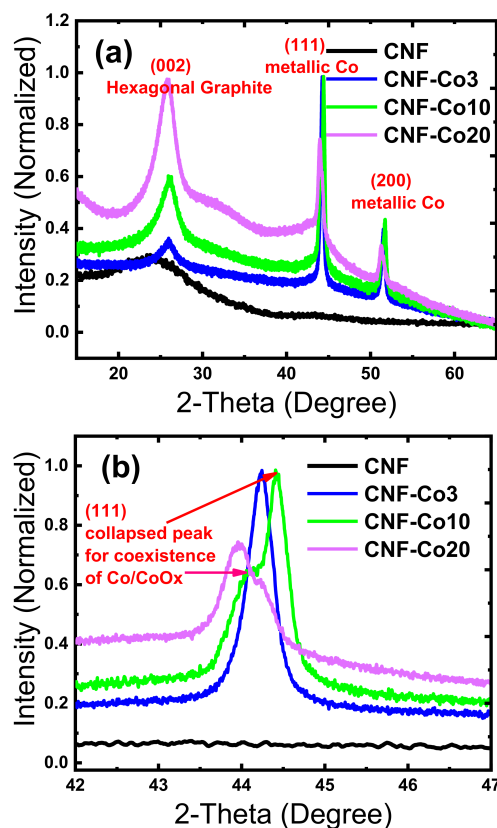 (a)
(002)
Hexagonal Graphite
(111)
metallic Co
(200)
metallic Co
CNF
CNF-Co3
CNF-Co10
CNF-Co20
Intensity (Normalized)
1.2
1.0
0.8
0.6
0.4
0.2
0.0
20 30 40 50 60
2-Theta (Degree)
(b)
(111)
collapsed peak
for coexistence
of Co/CoOx
CNF
CNF-Co3
CNF-Co10
CNF-Co20
Intensity (Normalized)
1.0
0.8
0.6
0.4
0.2
0.0
42 43 44 45 46 47
2-Theta (Degree)